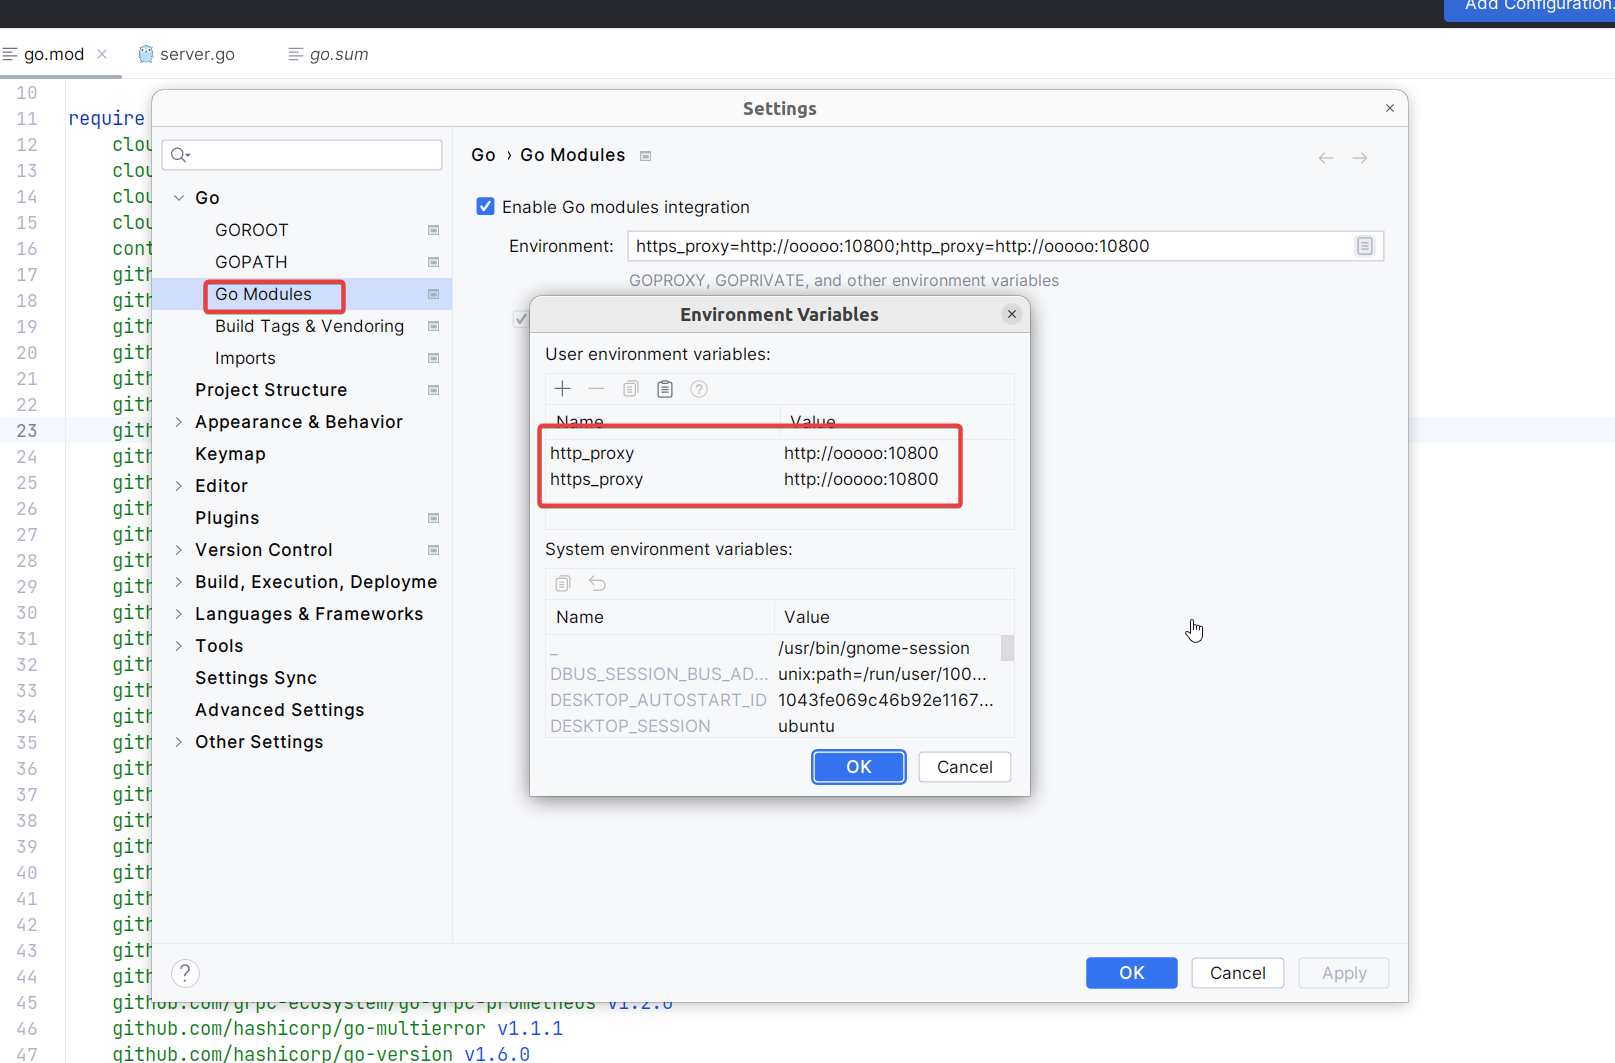 Add Configuration.
go.mod
server.go
go.sum
10
11 require
12 clou
13 clou
14 clou
15 clou
16 cont
17 gith
18 gith
19 gith
20 gith
21 gith
22 gith
23 gith
24 gith
25 gith
26 gith
27 gith
28 gith
29 gith
30 gith
31 gith
32 gith
33 gith
34 gith
35 gith
36 gith
37 gith
38 gith
39 gith
40 gith
41 gith
42 gith
43 gith
44 gith
45 github.com/grpc-ecosystem/go-grpc-prometheus v1.2.0
46 github.com/hashicorp/go-multierror v1.1.1
47 github.com/hashicorp/go-version v1.6.0
Settings
Go
GOROOT
GOPATH
Go Modules
Build Tags & Vendoring
Imports
Project Structure
Appearance & Behavior
Keymap
Editor
Plugins
Version Control
Build, Execution, Deployme
Languages & Frameworks
Tools
Settings Sync
Advanced Settings
Other Settings
Go › Go Modules
Enable Go modules integration
Environment: https_proxy=http://ooooo:10800;http_proxy=http://ooooo:10800
GOPROXY, GOPRIVATE, and other environment variables
Environment Variables
User environment variables:
Name Value
http_proxy http://ooooo:10800
https_proxy http://ooooo:10800
System environment variables:
Name Value
_ /usr/bin/gnome-session
DBUS_SESSION_BUS_AD... unix:path=/run/user/100...
DESKTOP_AUTOSTART_ID 1043fe069c46b92e1167...
DESKTOP_SESSION ubuntu
OK Cancel
?
OK Cancel Apply